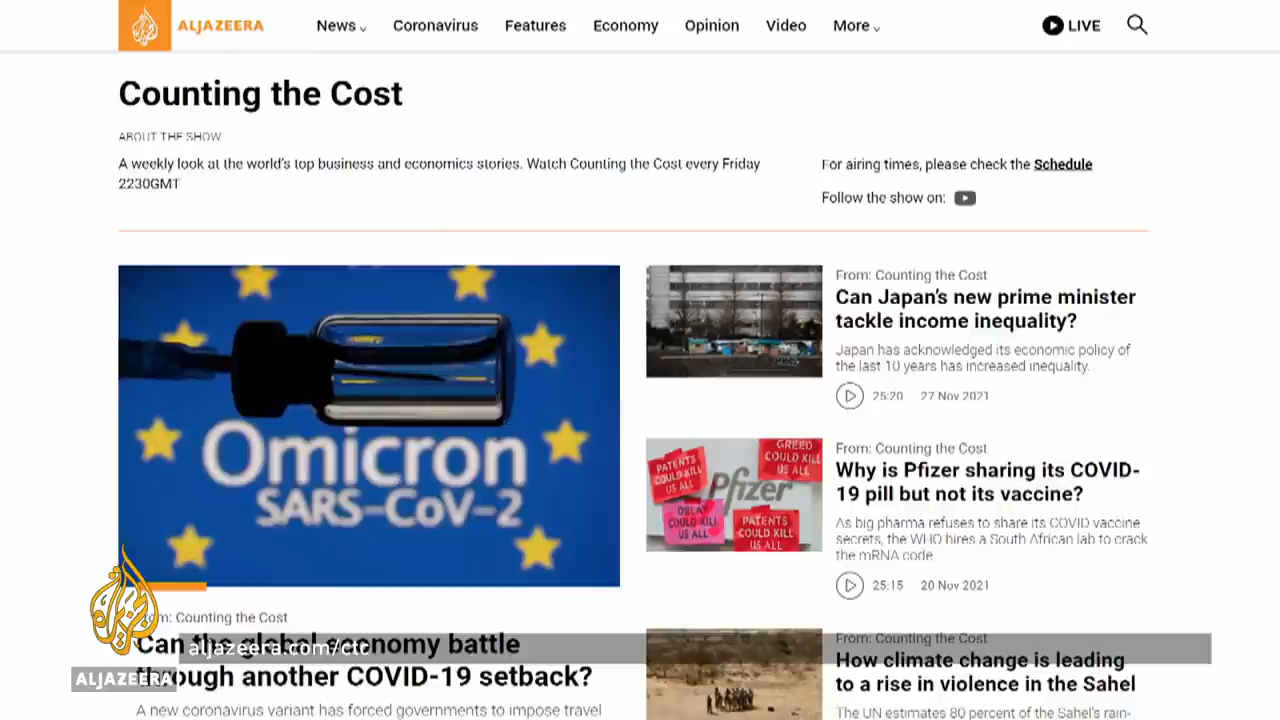 ALJAZEERA
News
Coronavirus
Features
Economy
Opinion
Video
More
LIVE
Counting the Cost
ABOUT THE SHOW
A weekly look at the world's top business and economics stories. Watch Counting the Cost every Friday
2230GMT
For airing times, please check the Schedule
Follow the show on:
Omicron
SARS-CoV-2
From: Counting the Cost
Can the global economy battle
through another COVID-19 setback?
A new coronavirus variant has forced governments to impose travel
From: Counting the Cost
Can Japan's new prime minister
tackle income inequality?
Japan has acknowledged its economic policy of
the last 10 years has increased inequality.
25:20 27 Nov 2021
PATENTS
COULD KILL
US ALL
GREED
COULD KILL
US ALL
Pfizer
DELAY
COULD KILL
US ALL
PATENTS
COULD KILL
US ALL
From: Counting the Cost
Why is Pfizer sharing its COVID-
19 pill but not its vaccine?
As big pharma refuses to share its COVID vaccine
secrets, the WHO hires a South African lab to crack
the mRNA code.
25:15 20 Nov 2021
From: Counting the Cost
How climate change is leading
to a rise in violence in the Sahel
The UN estimates 80 percent of the Sahel's rain-
aljazeera.com/ctc
ALJAZEERA